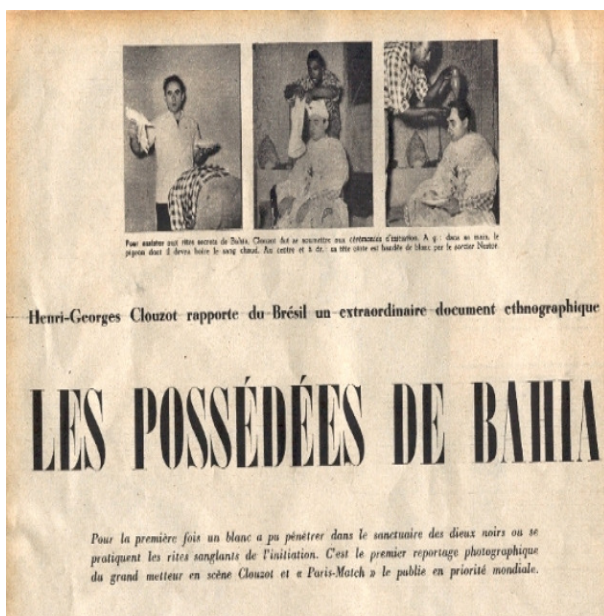 Pour assister aux rites secrets de Bahia, Clouzot dut se soumettre aux cérémonies d'initiation. A g. : dans sa main, le
pigeon dont il devra boire le sang chaud. Au centre et à dr. : sa tête ointe est bandée de blanc par le sorcier Nestor.
Henri-Georges Clouzot rapporte du Brésil un extraordinaire document ethnographique
LES POSSÉDÉES DE BAHIA
Pour la première fois un blanc a pu pénétrer dans le sanctuaire des dieux noirs ou se
pratiquent les rites sanglants de l'initiation. C'est le premier reportage photographique
du grand metteur en scène Clouzot et « Paris-Match » le publie en priorité mondiale.